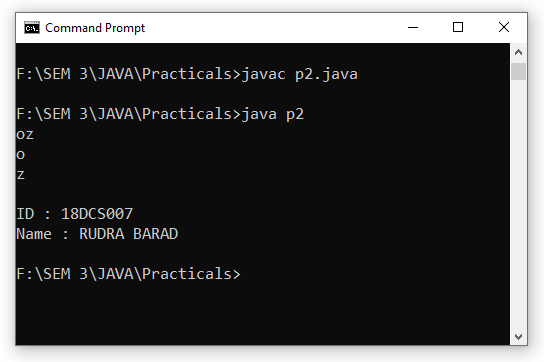 Command Prompt
F:\SEM 3\JAVA\Practicals>javac p2.java
F:\SEM 3\JAVA\Practicals>java p2
oz
o
z
ID : 18DCS007
Name : RUDRA BARAD
F:\SEM 3\JAVA\Practicals>